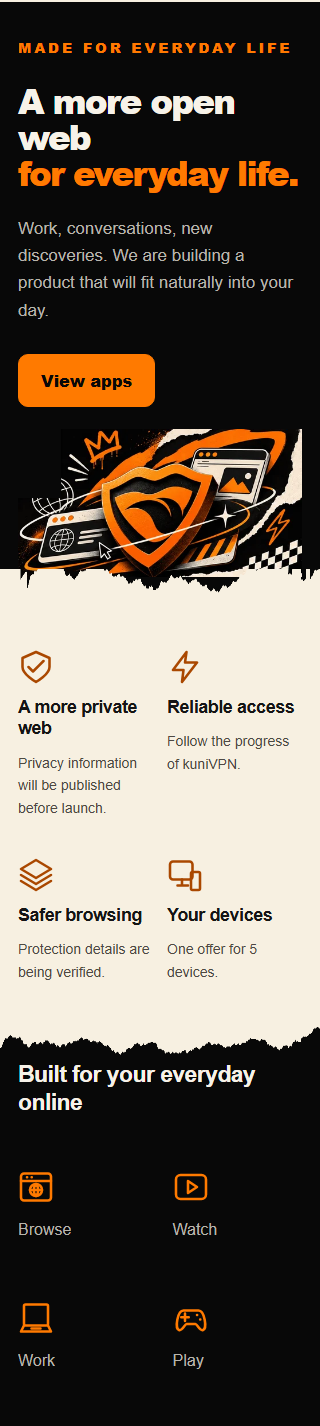 MADE FOR EVERYDAY LIFE
A more open
web
for everyday life.
Work, conversations, new
discoveries. We are building a
product that will fit naturally into your
day.
View apps
A more private
web
Privacy information
will be published
before launch.
Reliable access
Follow the progress
of kuniVPN.
Safer browsing
Protection details are
being verified.
Your devices
One offer for 5
devices.
Built for your everyday
online
Browse
Watch
Work
Play